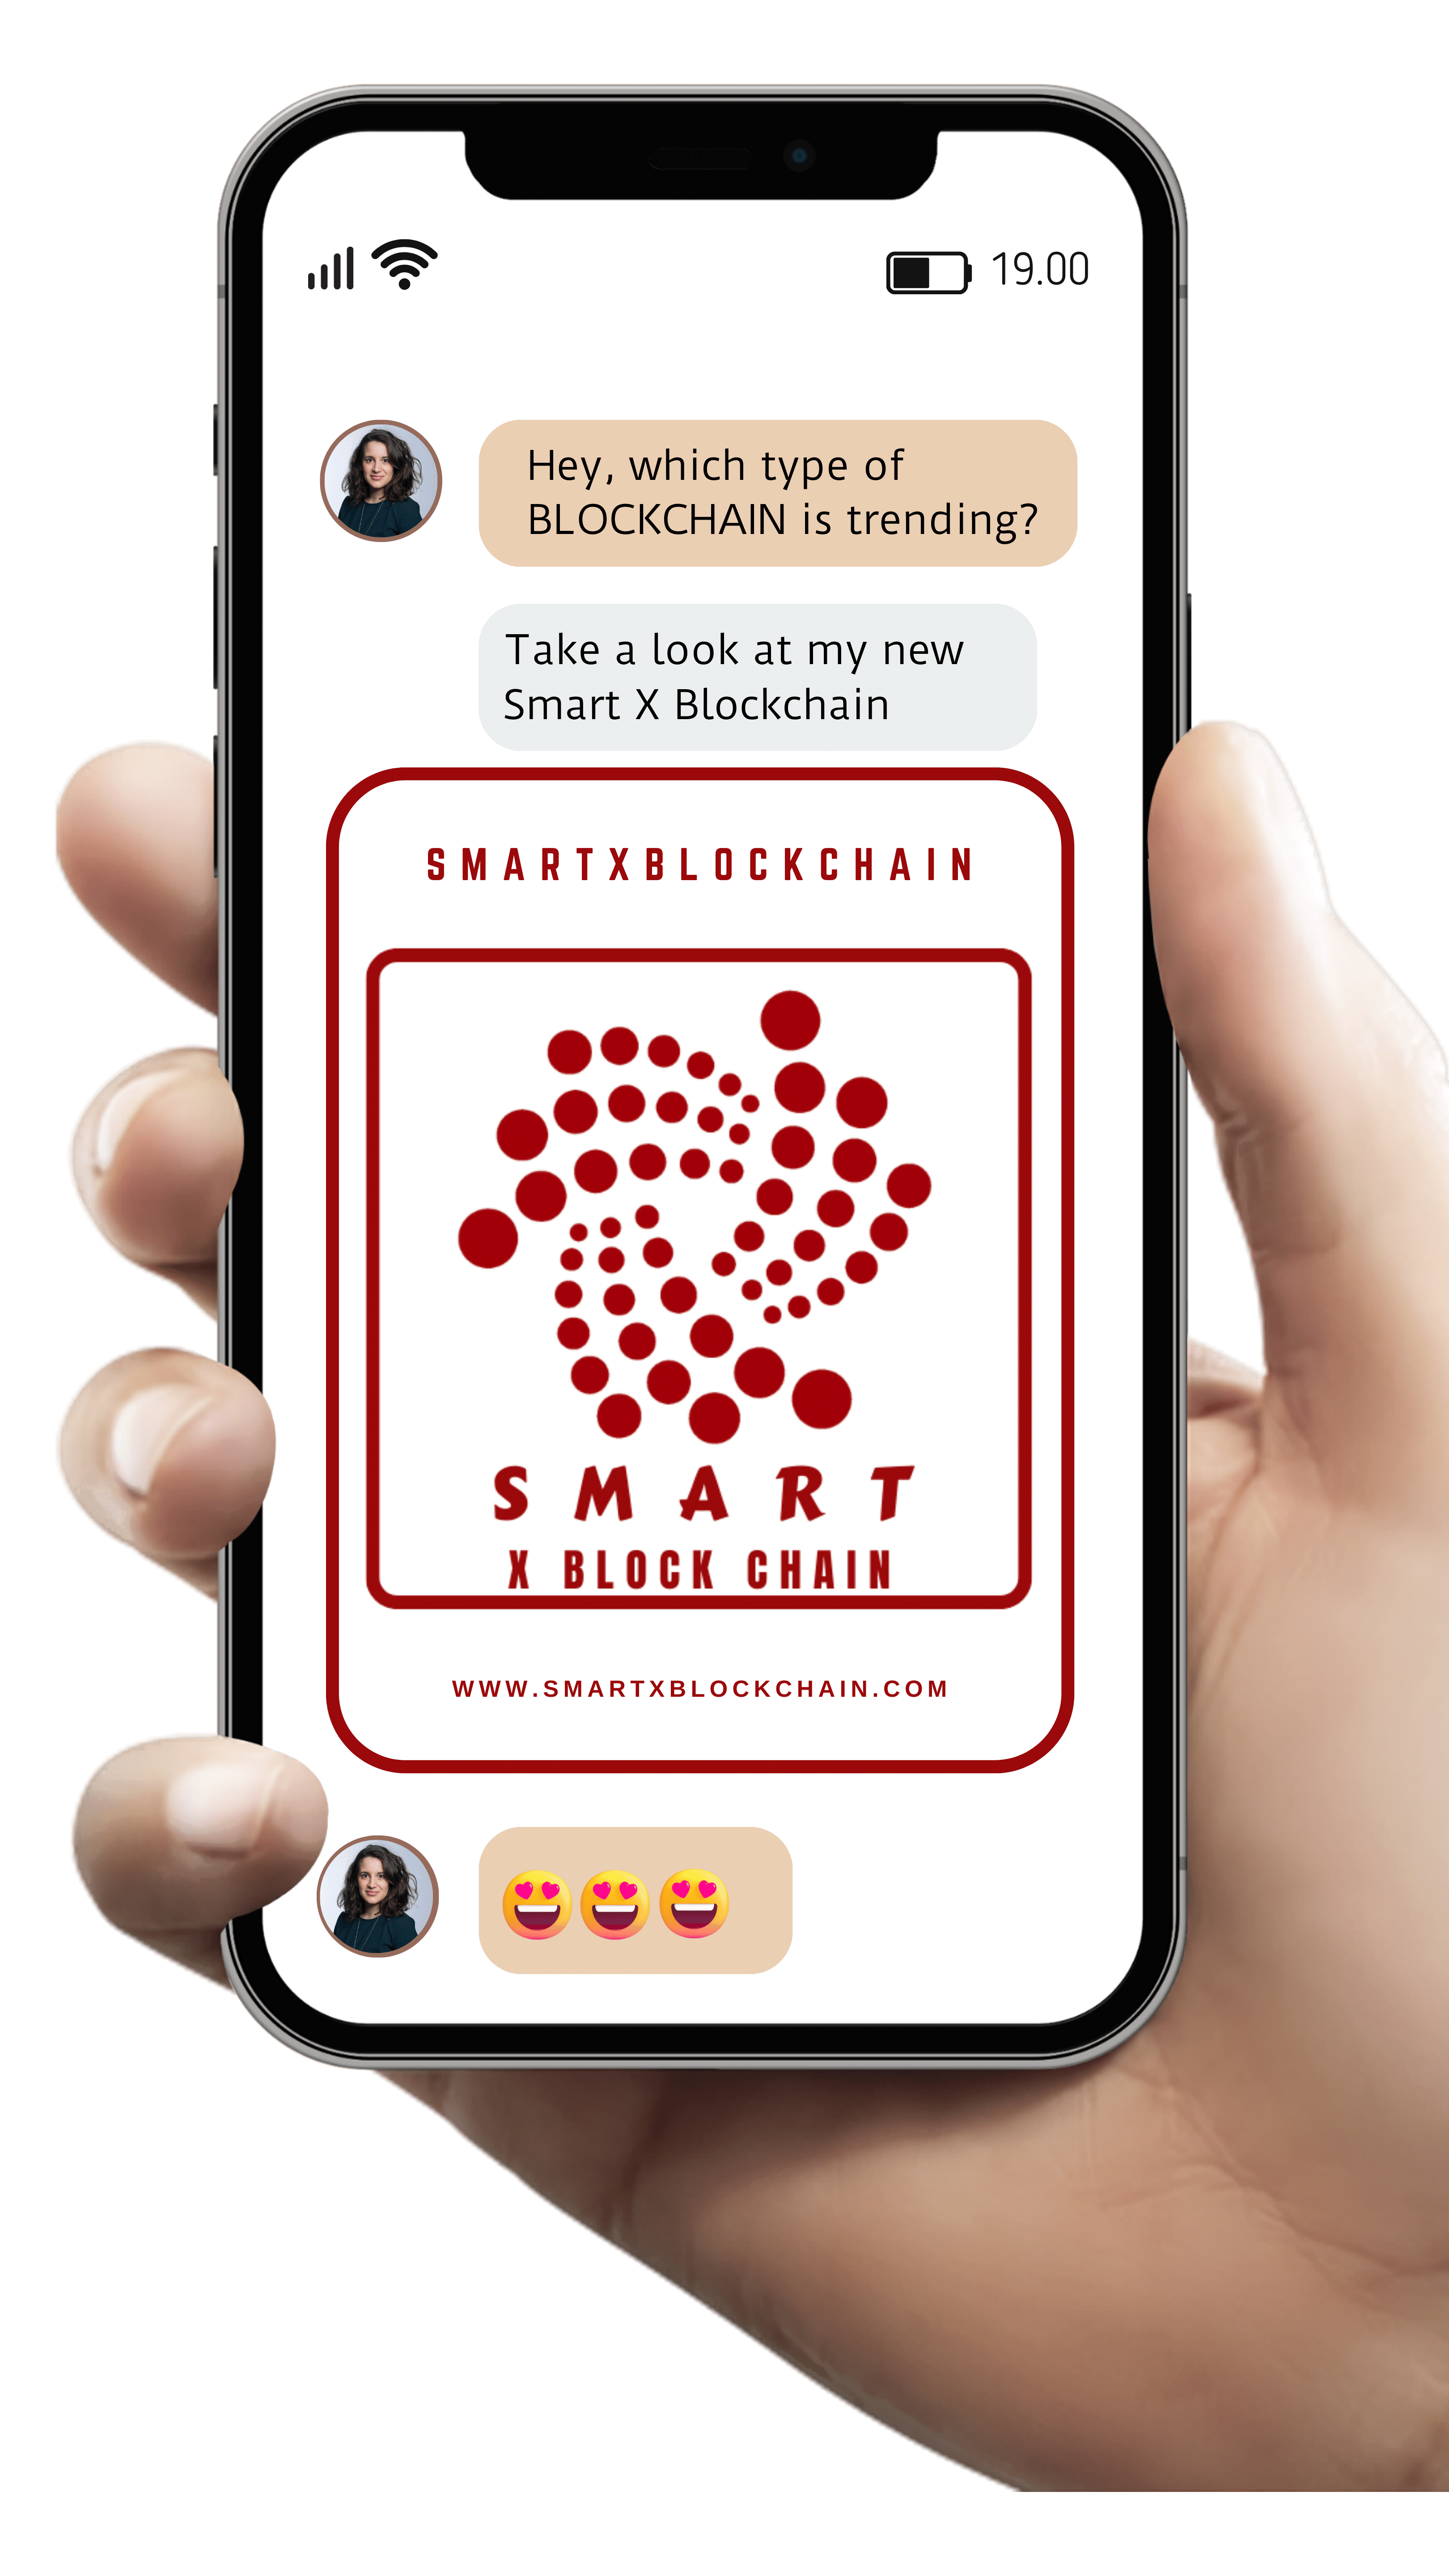 19.00
Hey, which type of
BLOCKCHAIN is trending?
Take a look at my new
Smart X Blockchain
SMARTXBLOCKCHAIN
SMART
X BLOCK CHAIN
WWW.SMARTXBLOCKCHAIN.COM